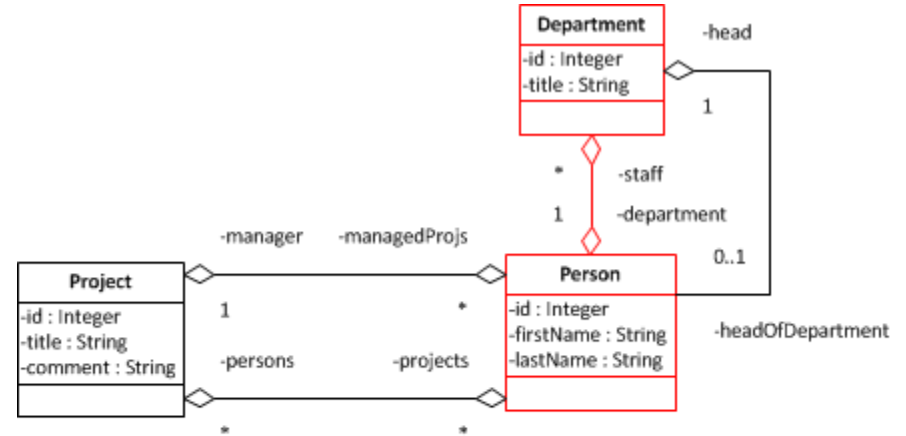 Department
-id : Integer
-title : String
-head
1
* -staff
1 -department
0..1
-headOfDepartment
-manager -managedProjs
1 *
-persons -projects
* *
Project
-id : Integer
-title : String
-comment : String
Person
-id : Integer
-firstName : String
-lastName : String